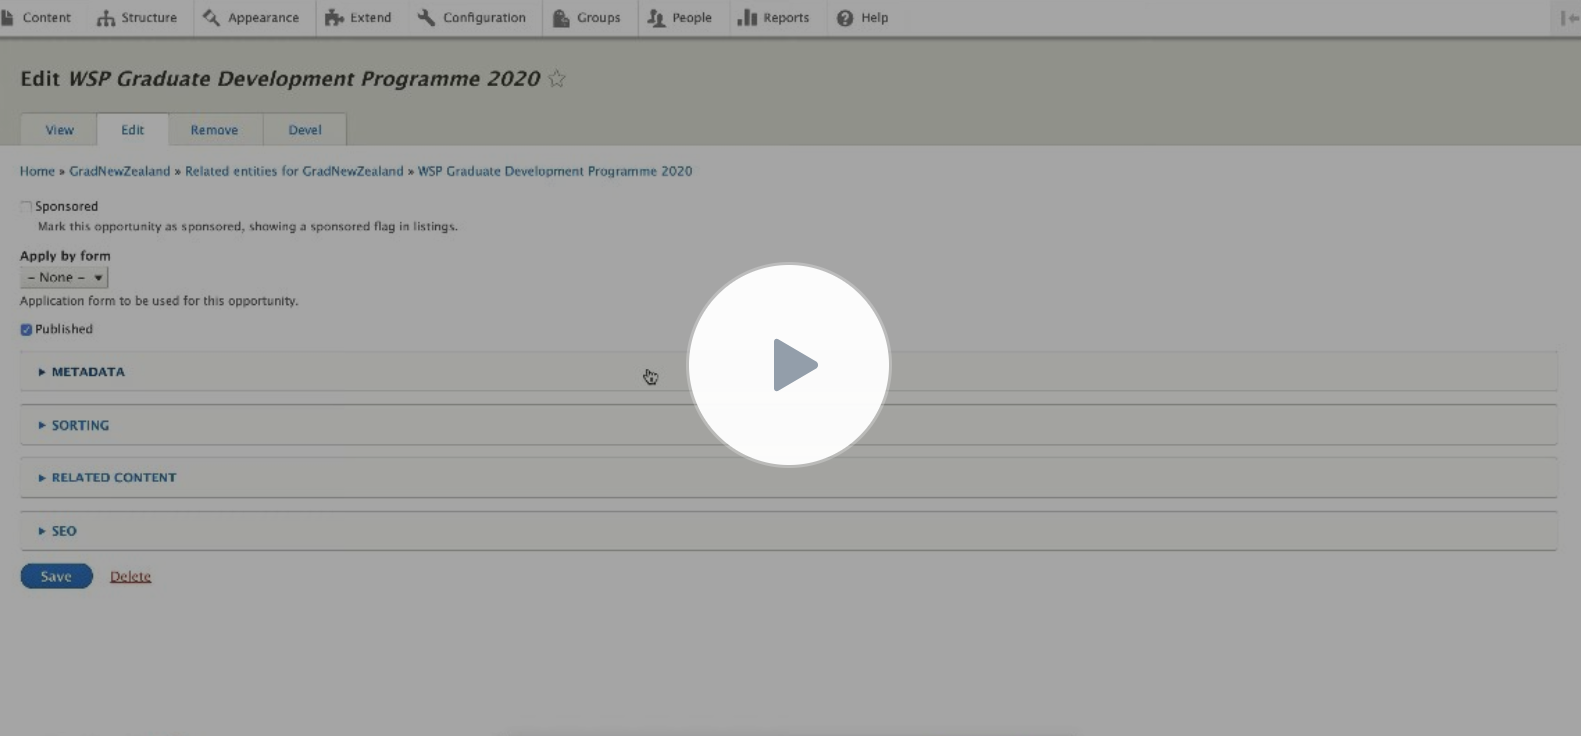 Content Structure Appearance Extend Configuration Groups People Reports Help
Edit WSP Graduate Development Programme 2020
View Edit Remove Devel
Home » GradNewZealand » Related entities for GradNewZealand » WSP Graduate Development Programme 2020
Sponsored
Mark this opportunity as sponsored, showing a sponsored flag in listings.
Apply by form
- None -
Application form to be used for this opportunity.
Published
METADATA
SORTING
RELATED CONTENT
SEO
Save Delete